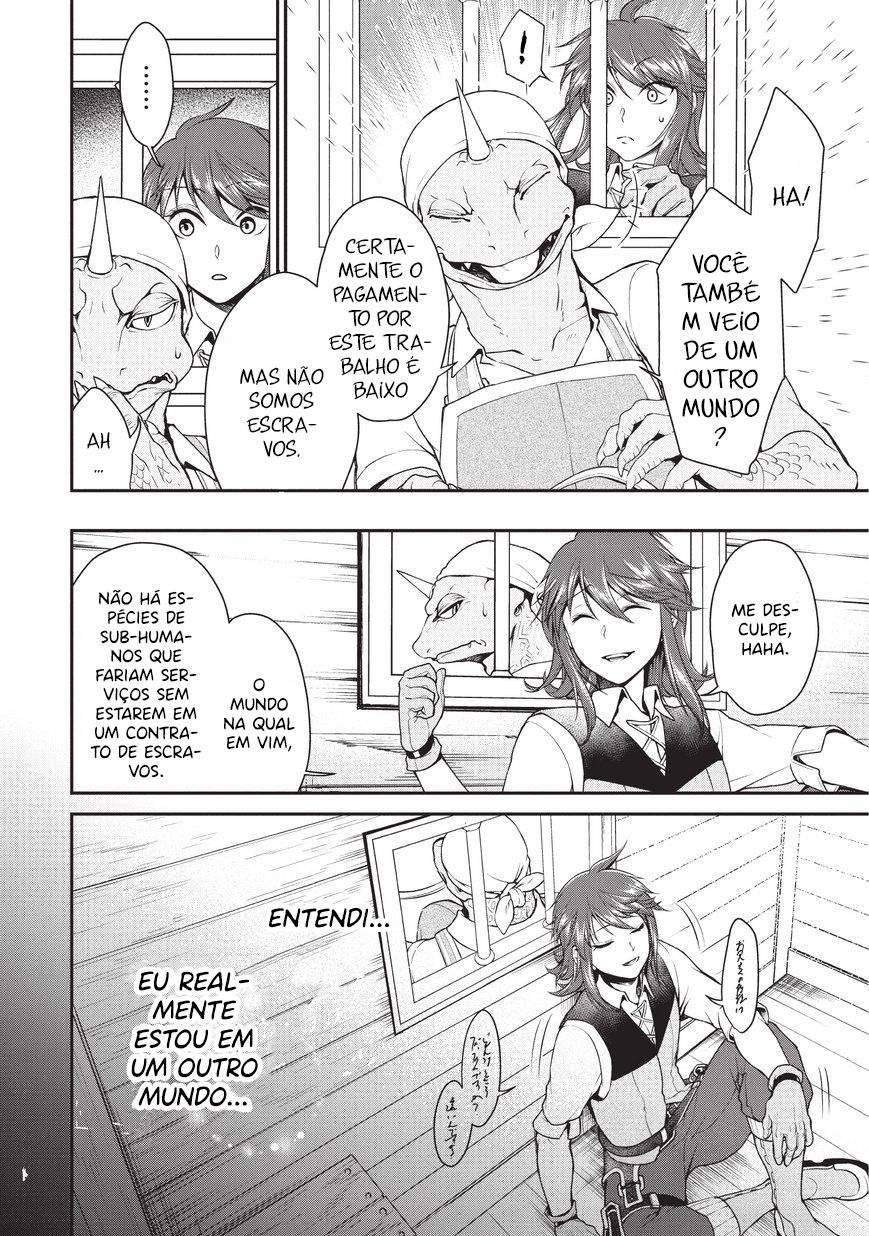 HA!
VOCÊ
TAMBÉ
M VEIO
DE UM
OUTRO
MUNDO
?
!
CERTA-
MENTE O
PAGAMEN-
TO POR
ESTE TRA-
BALHO É
BAIXO
MAS NÃO
SOMOS
ESCRA-
VOS.
......
AH
...
ME DES-
CULPE,
HAHA.
O
MUNDO
NA QUAL
EM VIM,
NÃO HÁ ES-
PÉCIES DE
SUB-HUMA-
NOS QUE
FARIAM SER-
VIÇOS SEM
ESTAREM EM
UM CONTRA-
TO DE ESCRA-
VOS.
ENTENDI...
EU REAL-
MENTE
ESTOU EM
UM OUTRO
MUNDO...